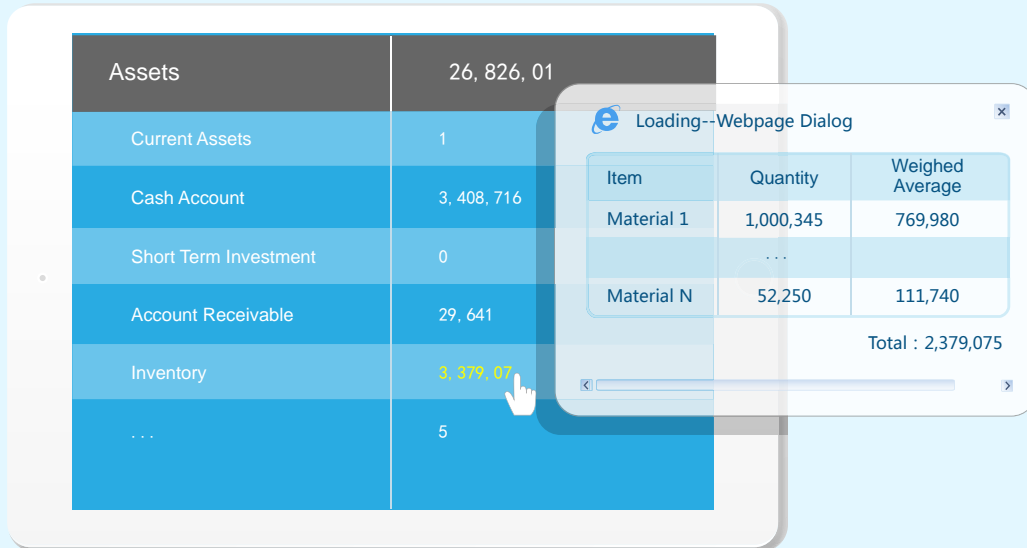 Assets 26, 826, 01
Current Assets 1
Cash Account 3, 408, 716
Short Term Investment 0
Account Receivable 29, 641
Inventory 3, 379, 07
... 5
Loading--Webpage Dialog
Item Quantity Weighed Average
Material 1 1,000,345 769,980
...
Material N 52,250 111,740
Total : 2,379,075